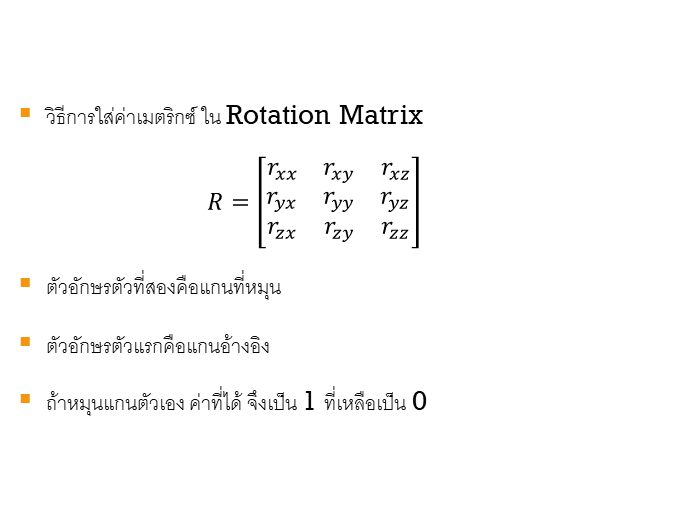 วิธีการใส่ค่าเมตริกซ์ ใน Rotation Matrix
R = [r_xx r_xy r_xz
r_yx r_yy r_yz
r_zx r_zy r_zz]
ตัวอักษรตัวที่สองคือแกนที่หมุน
ตัวอักษรตัวแรกคือแกนอ้างอิง
ถ้าหมุนแกนตัวเอง ค่าที่ได้ จึงเป็น 1 ที่เหลือเป็น 0